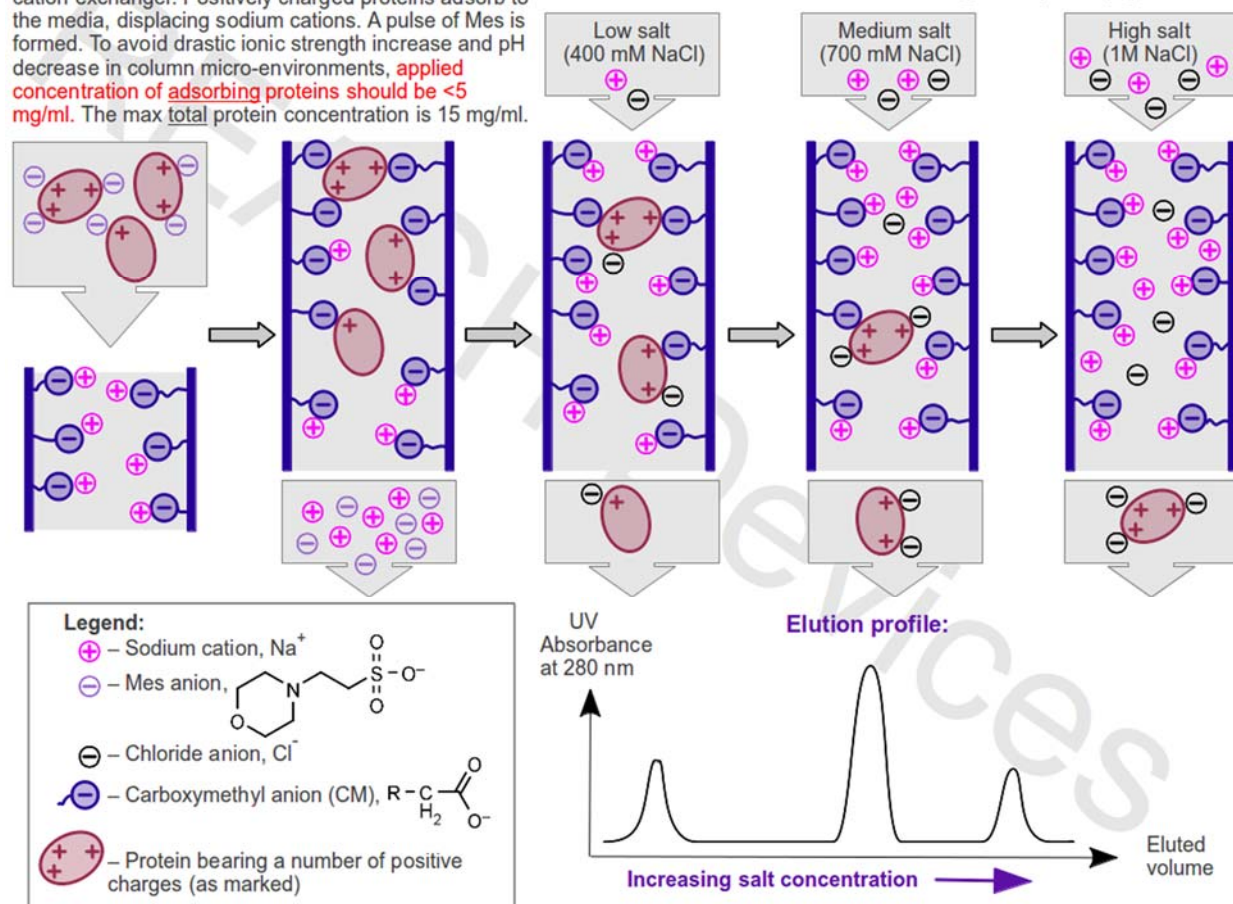 the media, displacing sodium cations. A pulse of Mes is
formed. To avoid drastic ionic strength increase and pH
decrease in column micro-environments, applied
concentration of adsorbing proteins should be <5
mg/ml. The max total protein concentration is 15 mg/ml.
Low salt
(400 mM NaCl)
Medium salt
(700 mM NaCl)
High salt
(1M NaCl)
REACH Devices
Legend:
– Sodium cation, Na+
– Mes anion,
N
O
O
S
O–
O
– Chloride anion, Cl-
– Carboxymethyl anion (CM), R–C
H2
O
O–
– Protein bearing a number of positive
charges (as marked)
UV
Absorbance
at 280 nm
Elution profile:
Eluted
volume
Increasing salt concentration